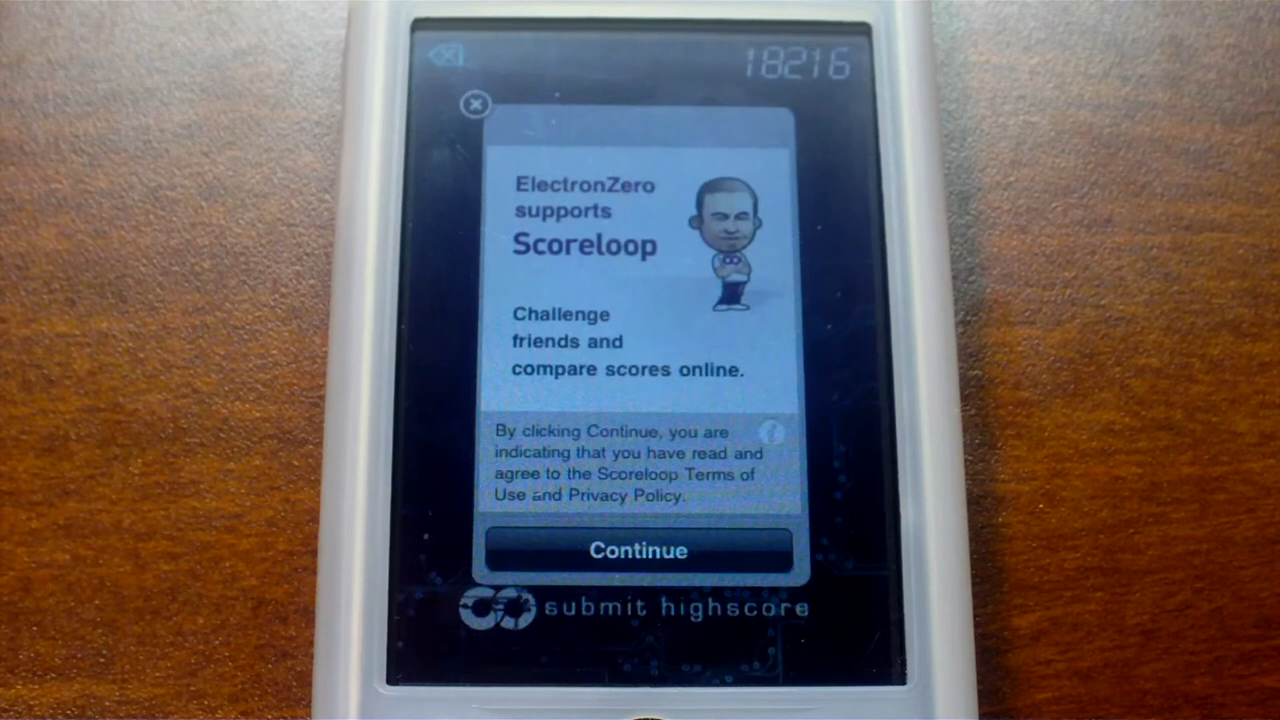 18216
ElectronZero
supports
Scoreloop
Challenge
friends and
compare scores online.
By clicking Continue, you are
indicating that you have read and
agree to the Scoreloop Terms of
Use and Privacy Policy.
Continue
submit highscore